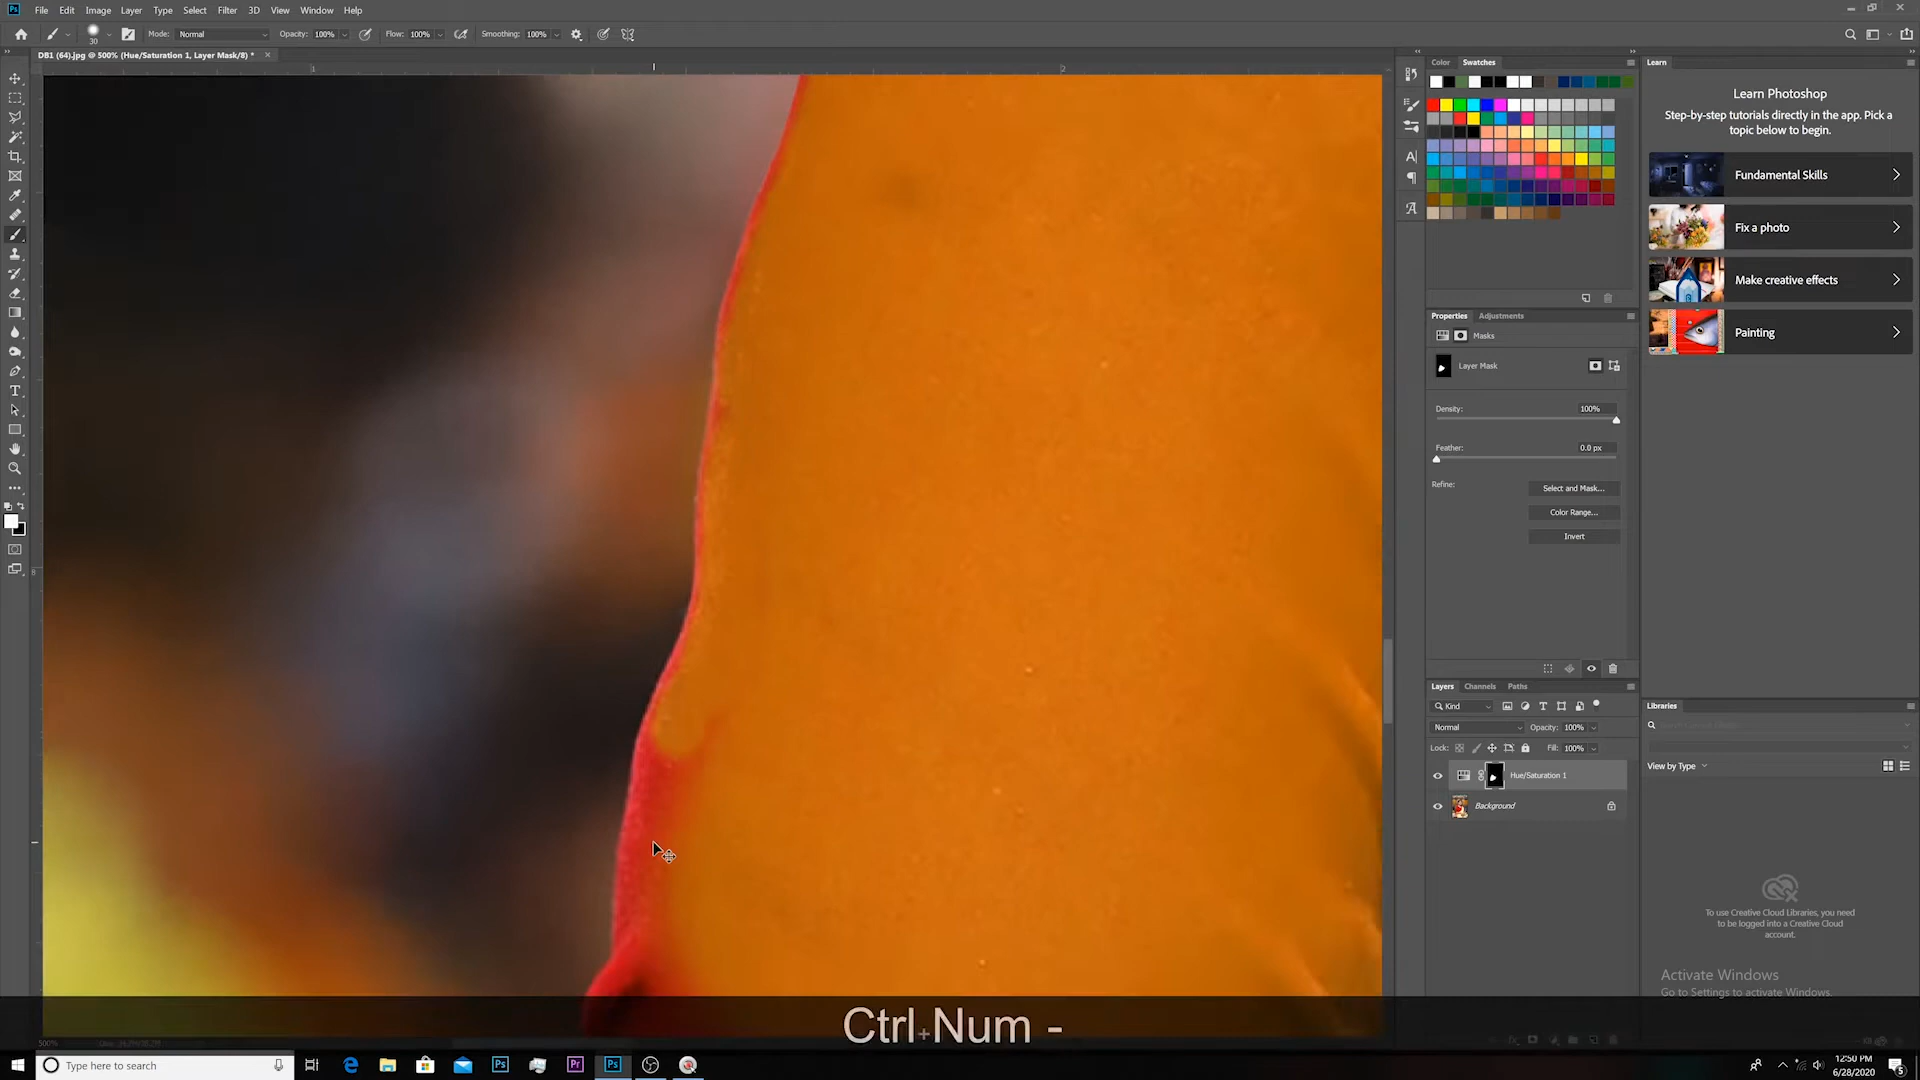 File Edit Image Layer Type Select Filter 3D View Window Help
30 Mode: Normal Opacity: 100% Flow: 100% Smoothing: 100%
DB1 (64).jpg @ 500% (Hue/Saturation 1, Layer Mask/8) *
1 2
8
Color Swatches
Learn
Learn Photoshop
Step-by-step tutorials directly in the app. Pick a
topic below to begin.
Fundamental Skills
Fix a photo
Make creative effects
Painting
Properties Adjustments
Masks
Layer Mask
Density: 100%
Feather: 0.0 px
Refine: Select and Mask...
Color Range...
Invert
Layers Channels Paths
Kind
Normal Opacity: 100%
Lock: Fill: 100%
Hue/Saturation 1
Background
Libraries
View by Type
To use Creative Cloud Libraries, you need
to be logged into a Creative Cloud
account.
Activate Windows
Go to Settings to activate Windows.
Ctrl+Num -
500%
Type here to search
12:50 PM
6/28/2020
5